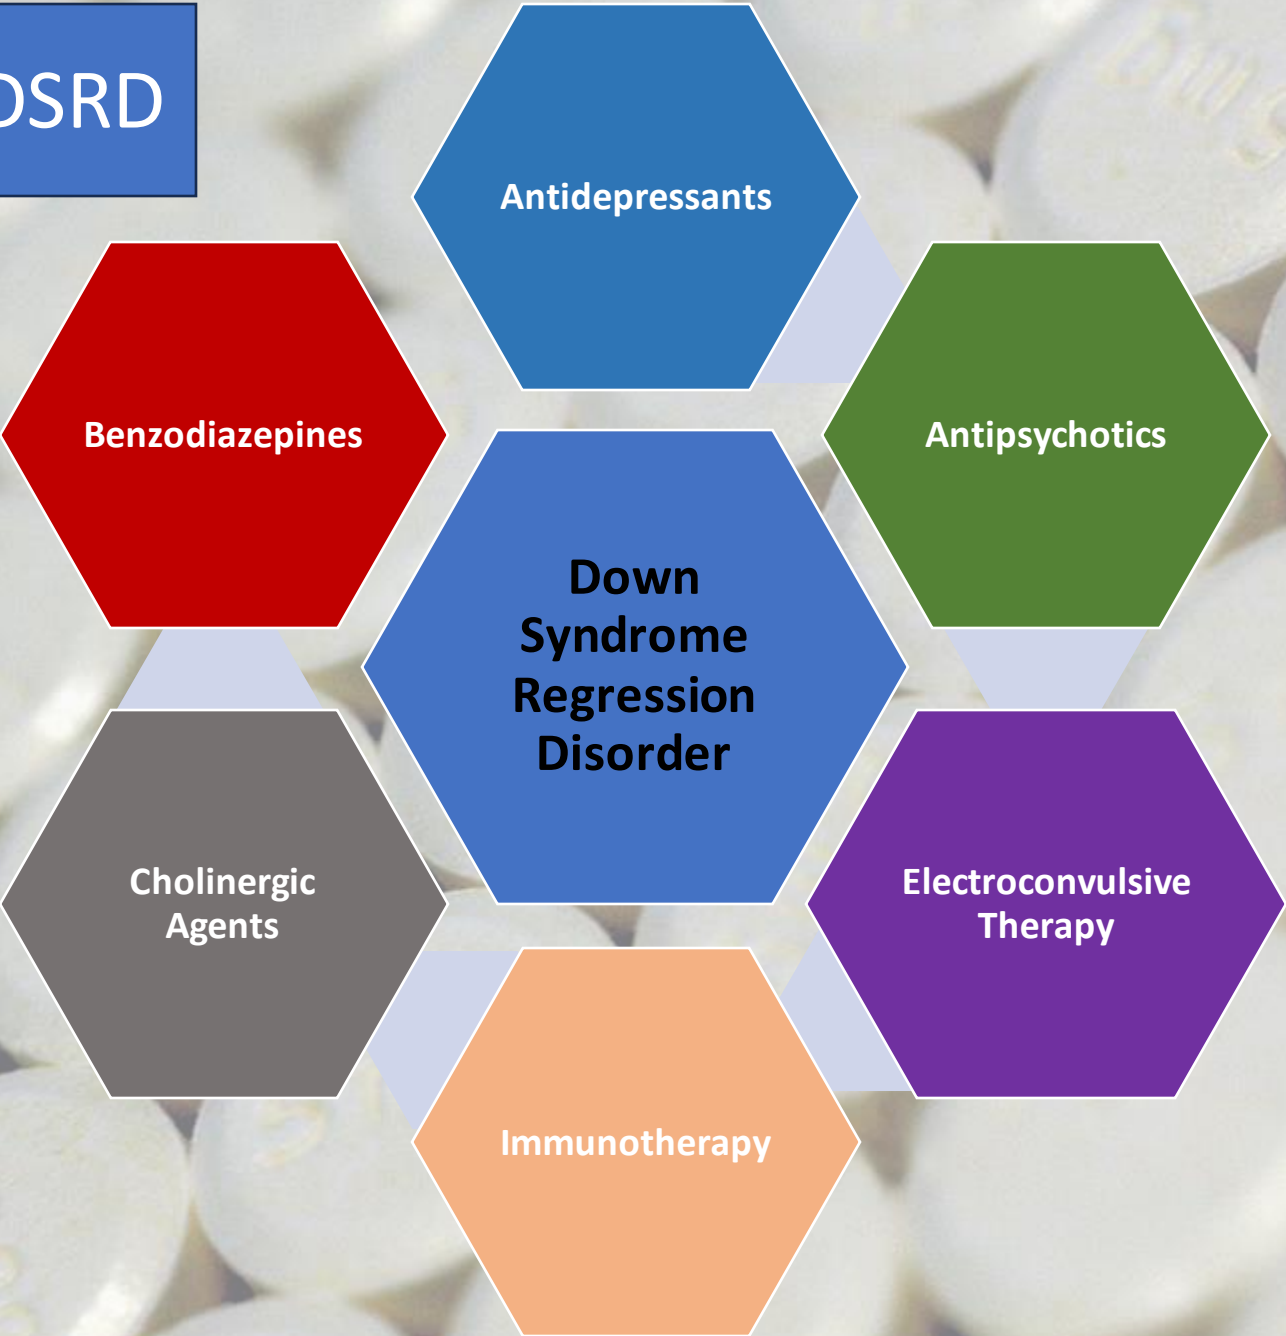 DSRD
Antidepressants
Benzodiazepines
Antipsychotics
Down
Syndrome
Regression
Disorder
Cholinergic
Agents
Electroconvulsive
Therapy
Immunotherapy